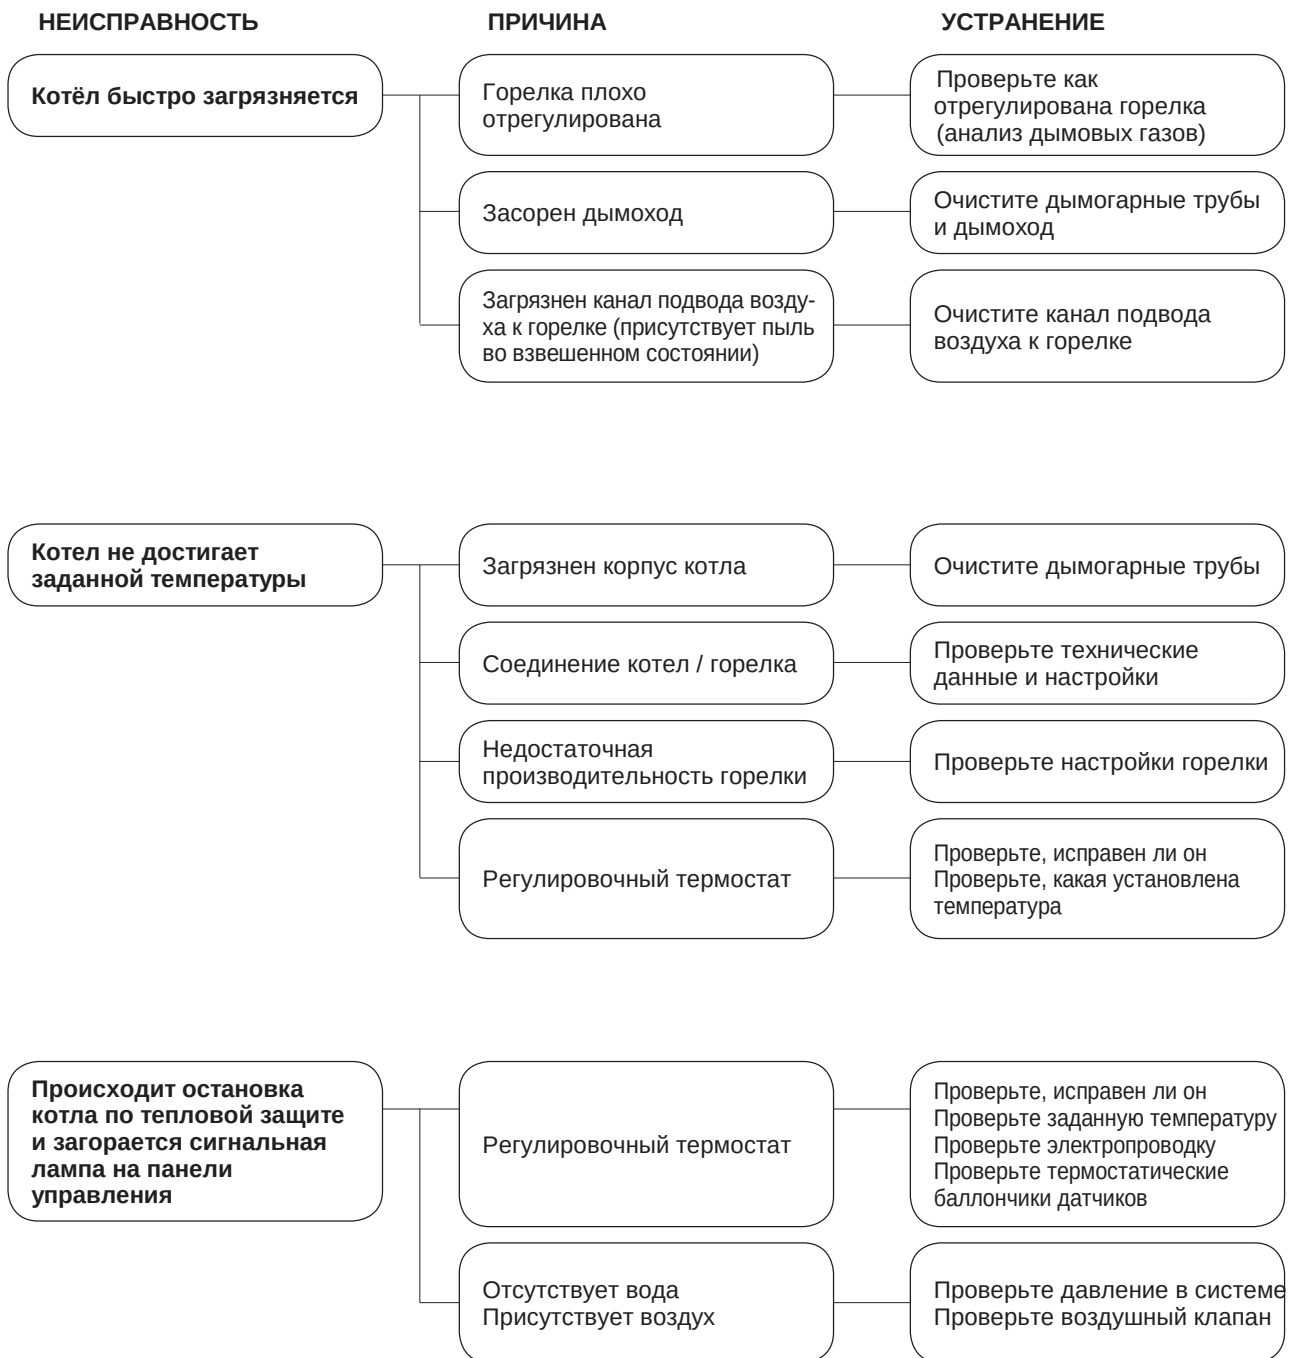 НЕИСПРАВНОСТЬ
ПРИЧИНА
УСТРАНЕНИЕ
Котёл быстро загрязняется
Горелка плохо
отрегулирована
Проверьте как
отрегулирована горелка
(анализ дымовых газов)
Засорен дымоход
Очистите дымогарные трубы
и дымоход
Загрязнен канал подвода возду-
ха к горелке (присутствует пыль
во взвешенном состоянии)
Очистите канал подвода
воздуха к горелке
Котел не достигает
заданной температуры
Загрязнен корпус котла
Очистите дымогарные трубы
Соединение котел / горелка
Проверьте технические
данные и настройки
Недостаточная
производительность горелки
Проверьте настройки горелки
Регулировочный термостат
Проверьте, исправен ли он
Проверьте, какая установлена
температура
Происходит остановка
котла по тепловой защите
и загорается сигнальная
лампа на панели
управления
Регулировочный термостат
Проверьте, исправен ли он
Проверьте заданную температуру
Проверьте электропроводку
Проверьте термостатические
баллончики датчиков
Отсутствует вода
Присутствует воздух
Проверьте давление в системе
Проверьте воздушный клапан